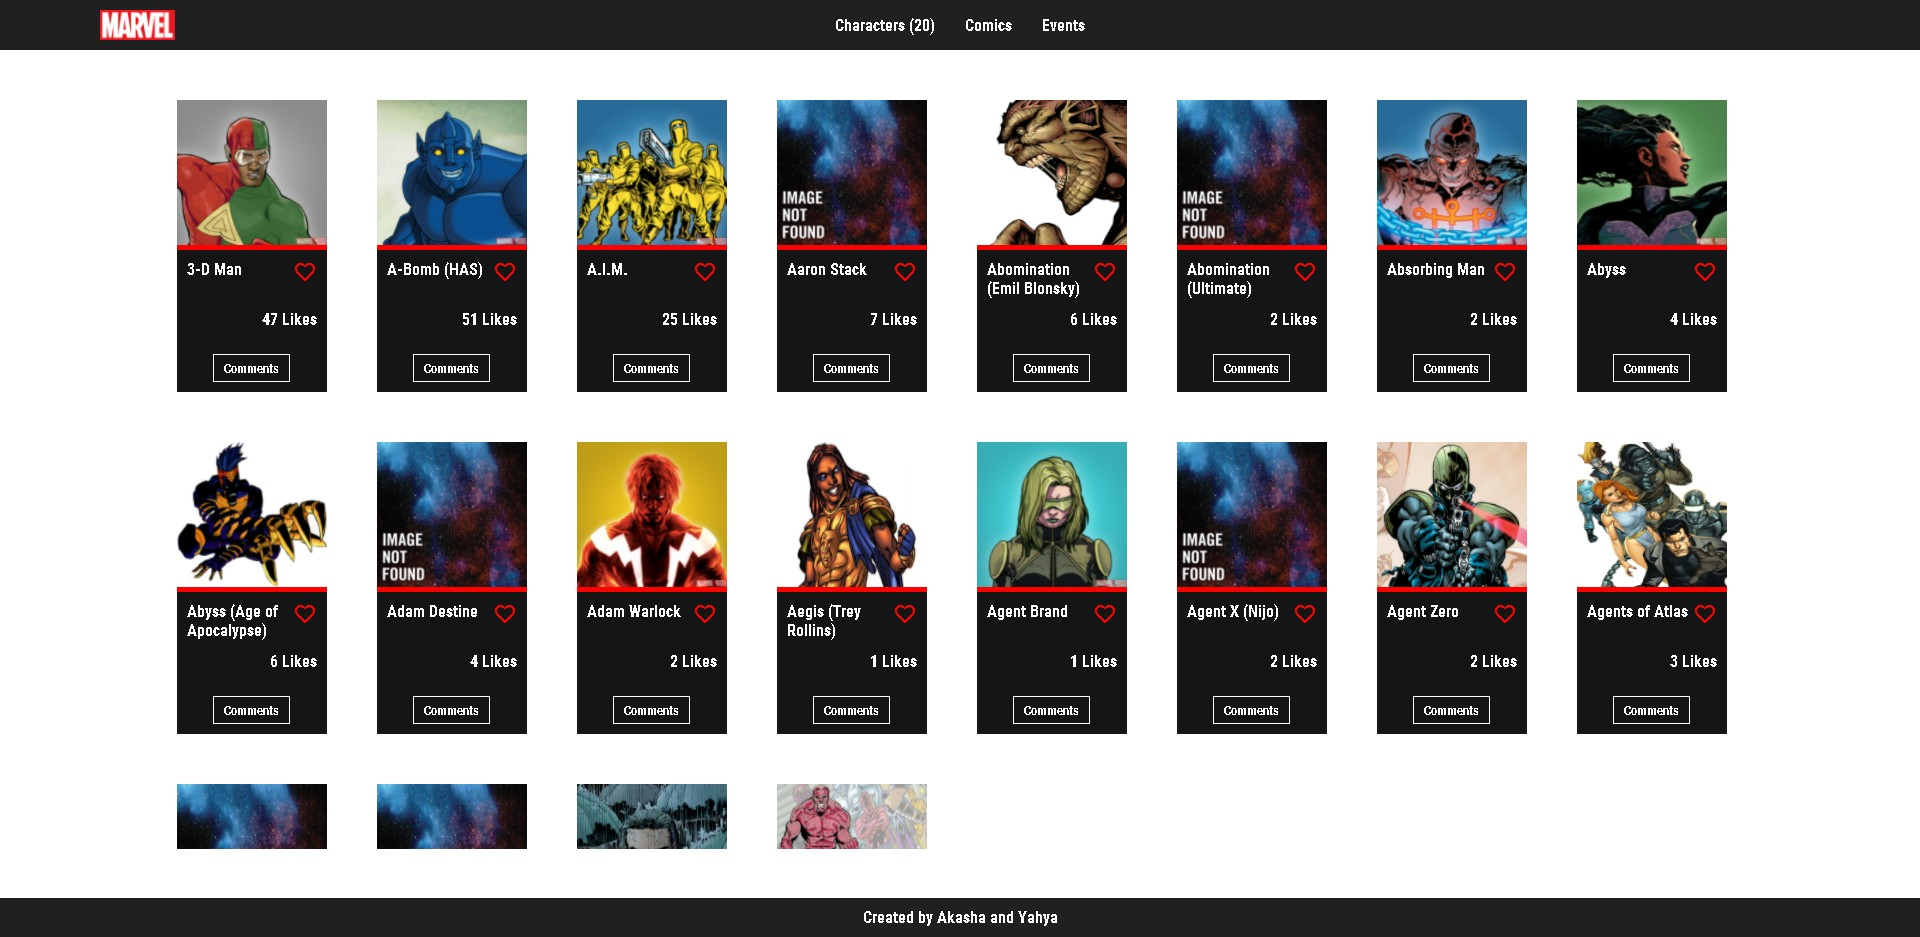 MARVEL
Characters (20) Comics Events
IMAGE
NOT
FOUND
IMAGE
NOT
FOUND
3-D Man
A-Bomb (HAS)
A.I.M.
Aaron Stack
Abomination
(Emil Blonsky)
Abomination
(Ultimate)
Absorbing Man
Abyss
47 Likes
51 Likes
25 Likes
7 Likes
6 Likes
2 Likes
2 Likes
4 Likes
Comments
Comments
Comments
Comments
Comments
Comments
Comments
Comments
IMAGE
NOT
FOUND
IMAGE
NOT
FOUND
Abyss (Age of
Apocalypse)
Adam Destine
Adam Warlock
Aegis (Trey
Rollins)
Agent Brand
Agent X (Nijo)
Agent Zero
Agents of Atlas
6 Likes
4 Likes
2 Likes
1 Likes
1 Likes
2 Likes
2 Likes
3 Likes
Comments
Comments
Comments
Comments
Comments
Comments
Comments
Comments
Created by Akasha and Yahya